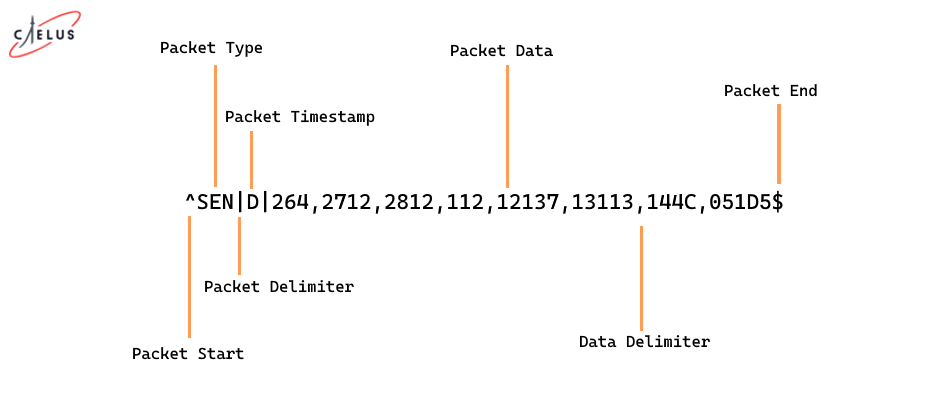 CAELUS
Packet Type
Packet Data
Packet End
Packet Timestamp
^SEN|D|264,2712,2812,112,12137,13113,144C,051D5$
Packet Delimiter
Data Delimiter
Packet Start